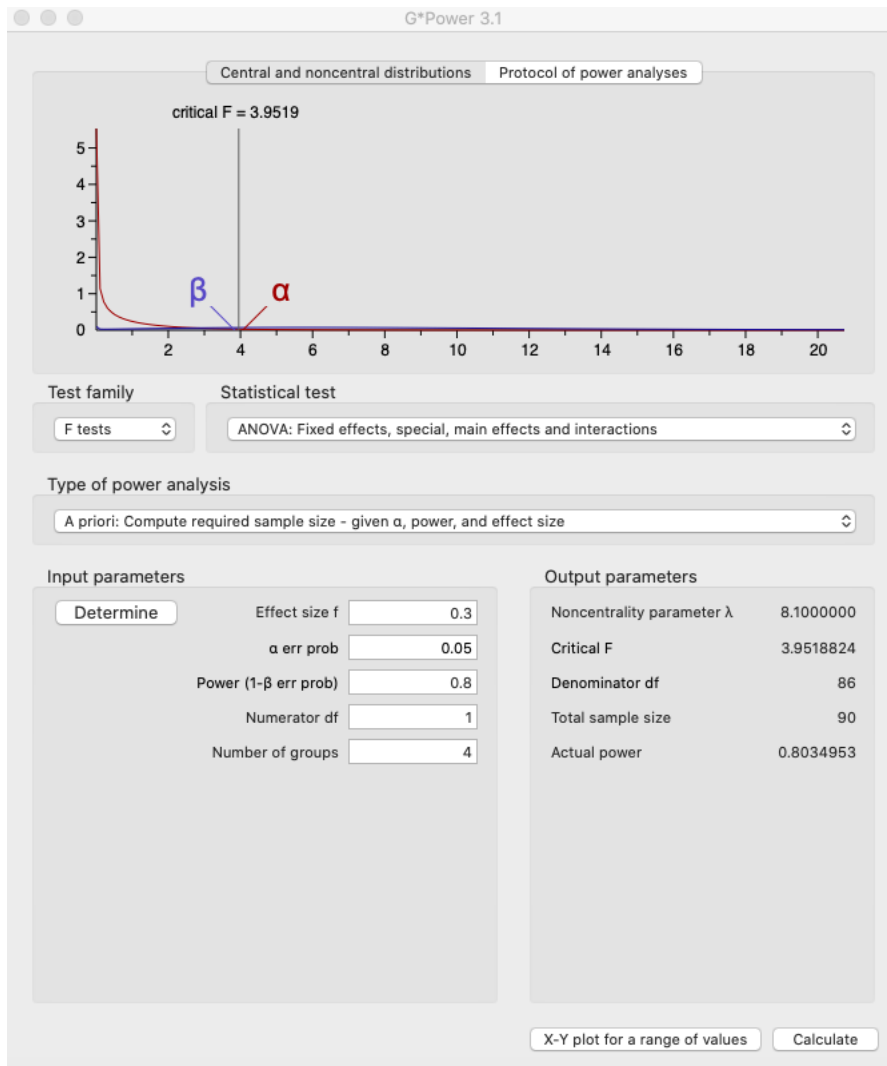 G*Power 3.1
Central and noncentral distributions Protocol of power analyses
critical F = 3.9519
5
4
3
2
1
0
β α
2 4 6 8 10 12 14 16 18 20
Test family Statistical test
F tests ANOVA: Fixed effects, special, main effects and interactions
Type of power analysis
A priori: Compute required sample size - given α, power, and effect size
Input parameters
Determine Effect size f 0.3
α err prob 0.05
Power (1-β err prob) 0.8
Numerator df 1
Number of groups 4
Output parameters
Noncentrality parameter λ 8.1000000
Critical F 3.9518824
Denominator df 86
Total sample size 90
Actual power 0.8034953
X-Y plot for a range of values Calculate